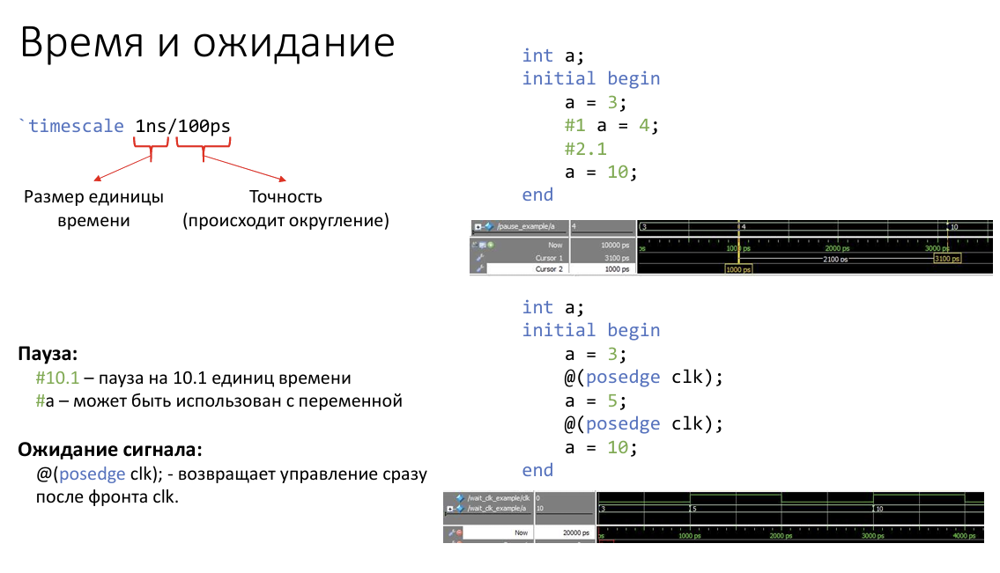 Время и ожидание
`timescale 1ns/100ps
Размер единицы
времени
Точность
(происходит округление)
Пауза:
#10.1 – пауза на 10.1 единиц времени
#a – может быть использован с переменной
Ожидание сигнала:
@(posedge clk); - возвращает управление сразу
после фронта clk.
int a;
initial begin
a = 3;
#1 a = 4;
#2.1
a = 10;
end
/pause_example/a 4 3 4 10
Now 10000 ps ps 1000 ps 2000 ps 3000 ps
Cursor 1 3100 ps 2100 ps 3100 ps
Cursor 2 1000 ps 1000 ps
int a;
initial begin
a = 3;
@(posedge clk);
a = 5;
@(posedge clk);
a = 10;
end
/wait_clk_example/clk 0
/wait_clk_example/a 10 3 5 10
Now 20000 ps ps 1000 ps 2000 ps 3000 ps 4000 ps